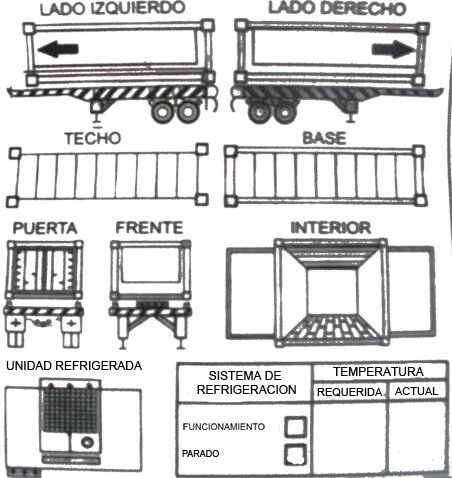 LADO IZQUIERDO
LADO DERECHO
TECHO
BASE
PUERTA
FRENTE
INTERIOR
UNIDAD REFRIGERADA
SISTEMA DE
REFRIGERACION
TEMPERATURA
REQUERIDA
ACTUAL
FUNCIONAMIENTO
PARADO